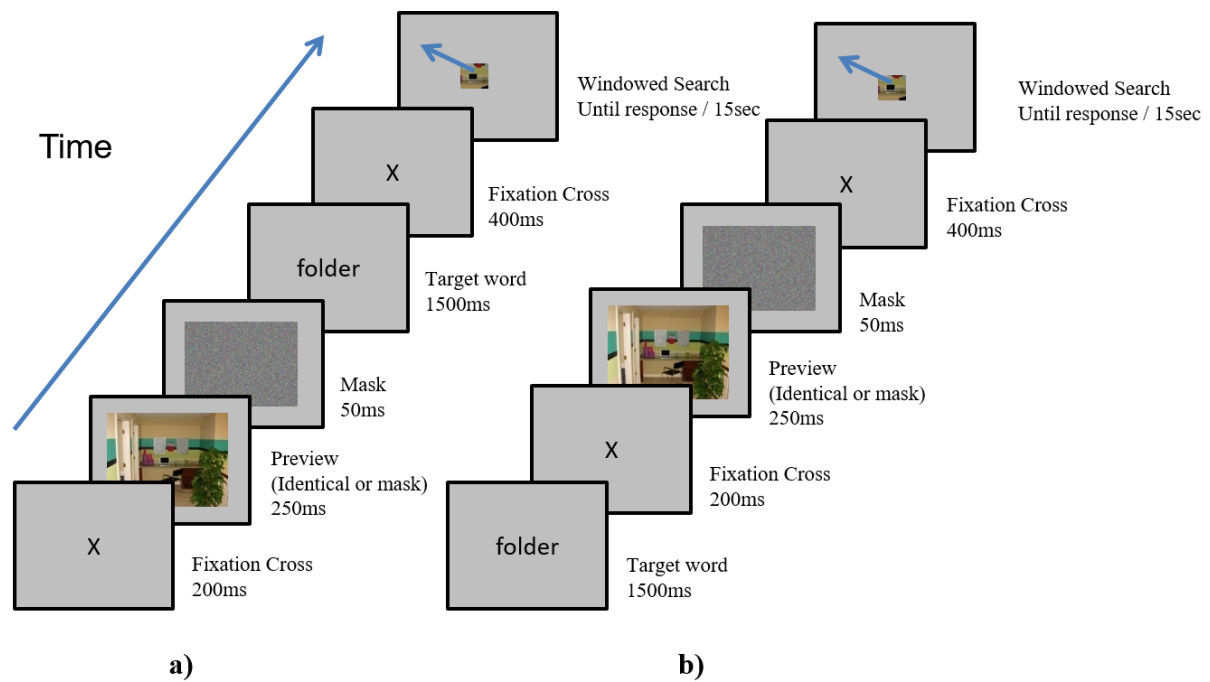 Time
Windowed Search
Until response / 15sec
X
Fixation Cross
400ms
folder
Target word
1500ms
Mask
50ms
Preview
(Identical or mask)
250ms
X
Fixation Cross
200ms
a)
Windowed Search
Until response / 15sec
X
Fixation Cross
400ms
Mask
50ms
Preview
(Identical or mask)
250ms
X
Fixation Cross
200ms
folder
Target word
1500ms
b)